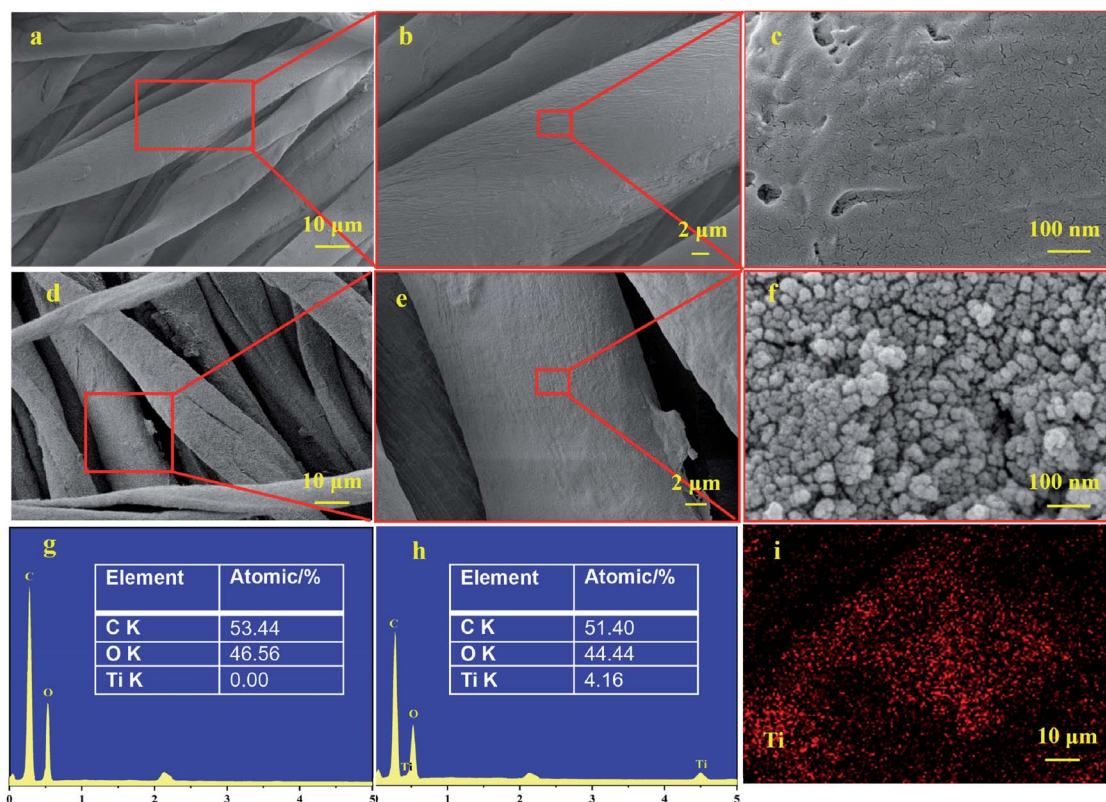 a
b
c
10 μm
2 μm
100 nm
d
e
f
10 μm
2 μm
100 nm
g
h
i
Element Atomic/%
C K 53.44
O K 46.56
Ti K 0.00
C
O
0 1 2 3 4 5
Element Atomic/%
C K 51.40
O K 44.44
Ti K 4.16
C
O
Ti
Ti
1 2 3 4 5
Ti
10 μm